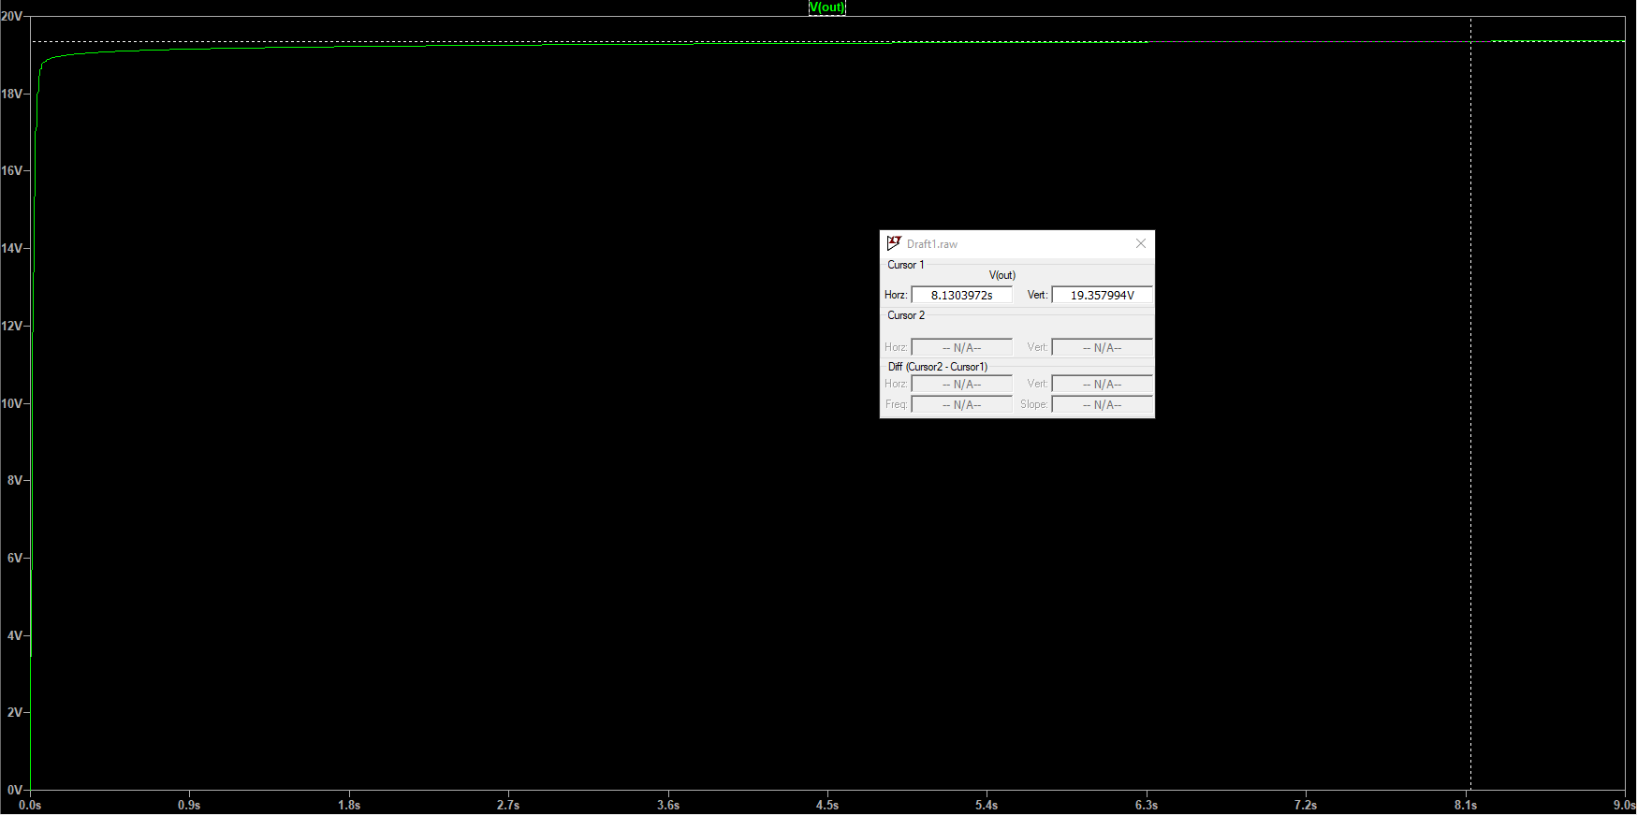 V(out)
20V
18V
16V
14V
12V
10V
8V
6V
4V
2V
0V
Draft1.raw
Cursor 1
V(out)
Horz: 8.1303972s Vert: 19.357994V
Cursor 2
Horz: -- N/A-- Vert: -- N/A--
Diff (Cursor2 - Cursor1)
Horz: -- N/A-- Vert: -- N/A--
Freq: -- N/A-- Slope: -- N/A--
0.0s 0.9s 1.8s 2.7s 3.6s 4.5s 5.4s 6.3s 7.2s 8.1s 9.0s